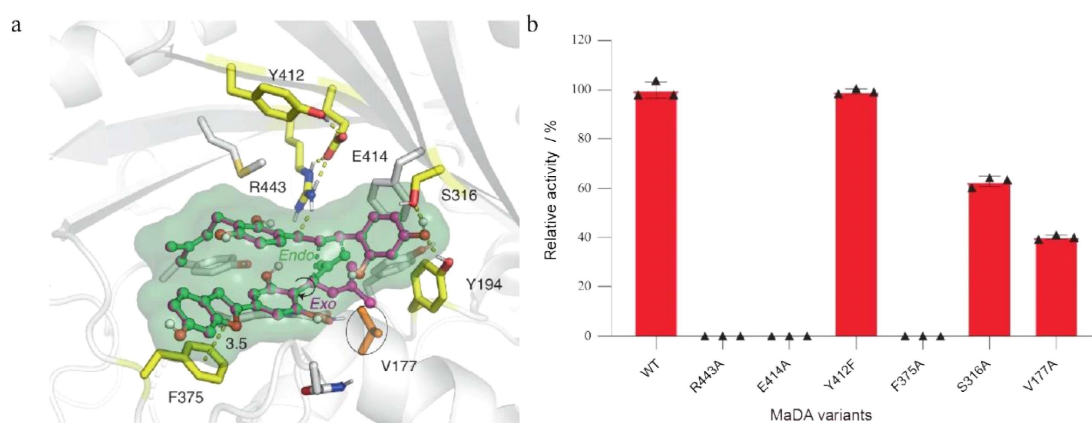 a
Y412
E414
R443
S316
Endo
Y194
Exo
3.5
V177
F375
b
Relative activity / %
120
100
80
60
40
20
0
WT
R443A
E414A
Y412F
F375A
S316A
V177A
MaDA variants